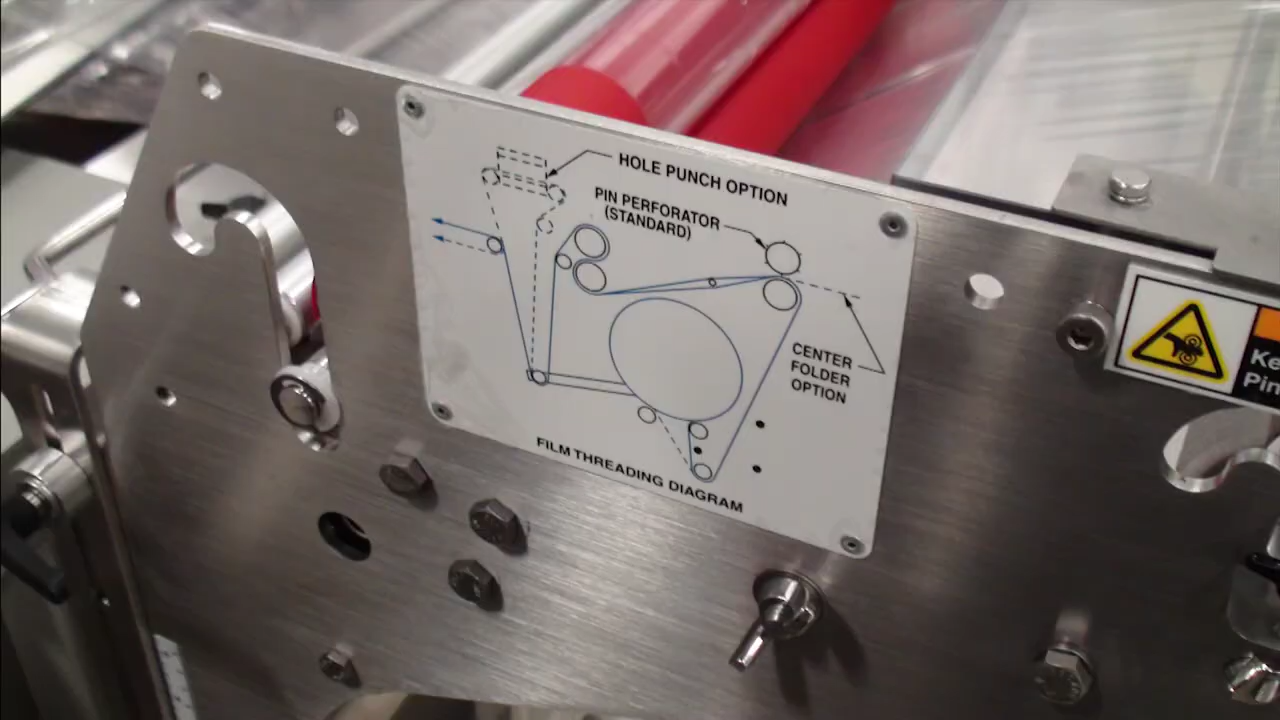 HOLE PUNCH OPTION
PIN PERFORATOR
(STANDARD)
CENTER
FOLDER
OPTION
FILM THREADING DIAGRAM